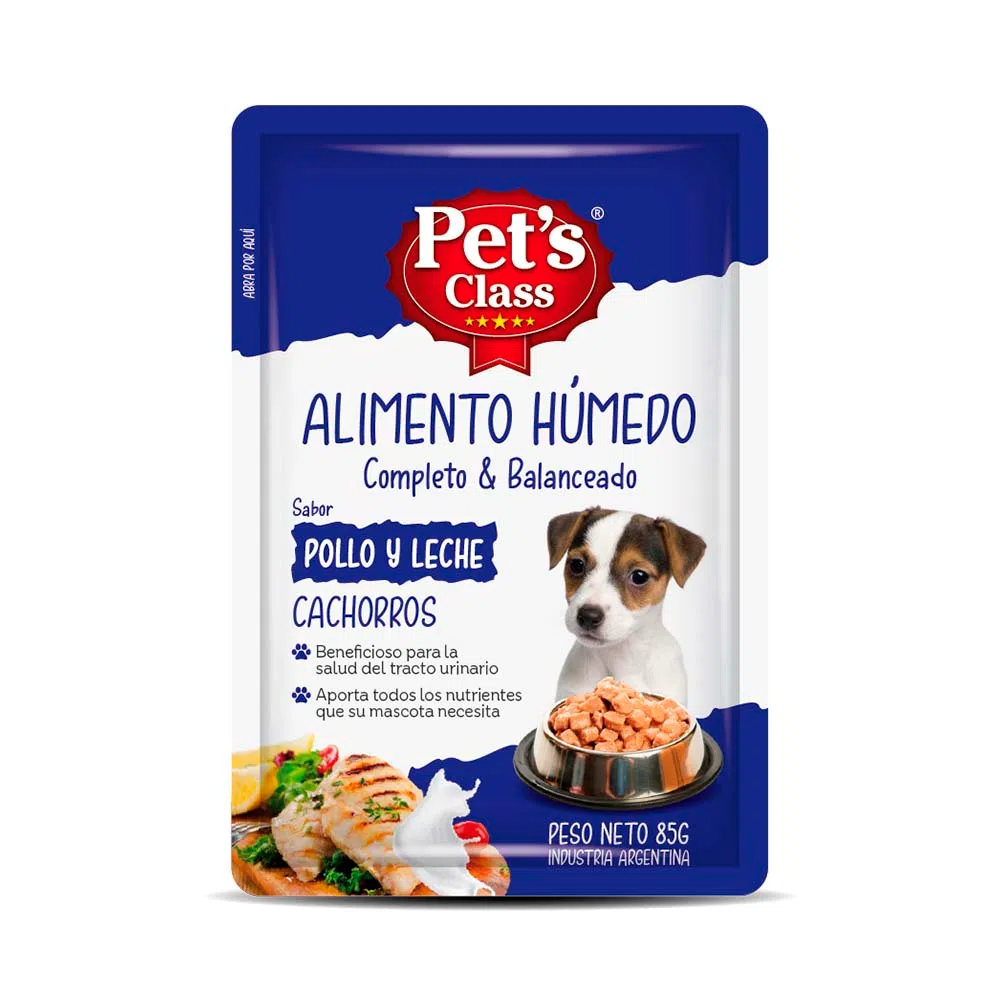 ABRA POR AQUÍ
Pet's ®
Class
ALIMENTO HÚMEDO
Completo & Balanceado
Sabor
POLLO Y LECHE
CACHORROS
Beneficioso para la
salud del tracto urinario
Aporta todos los nutrientes
que su mascota necesita
PESO NETO 85G
INDUSTRIA ARGENTINA